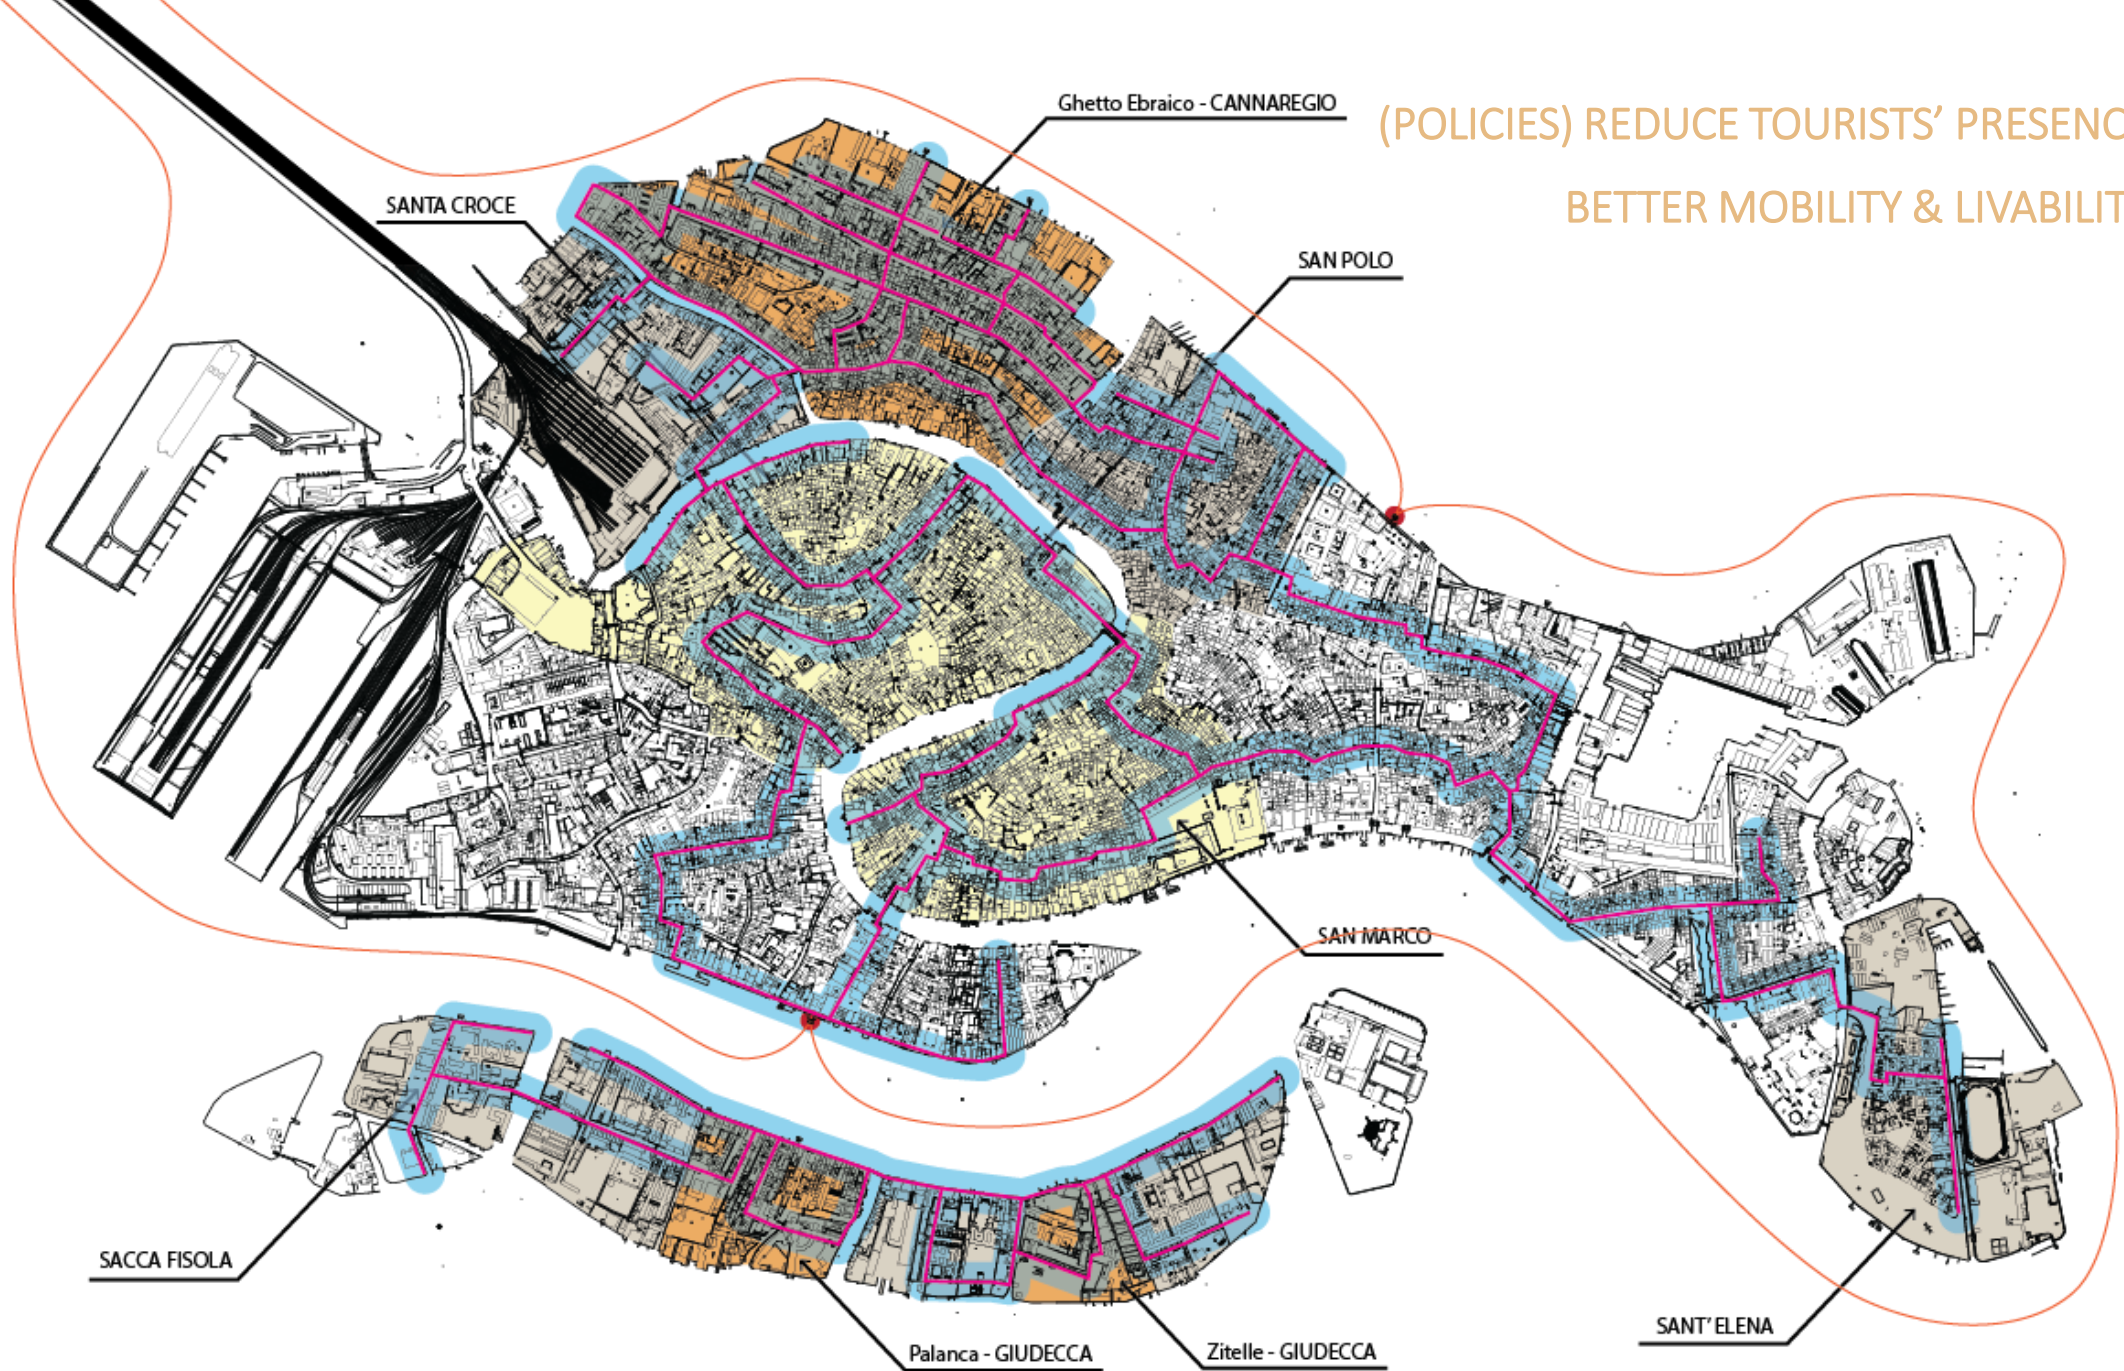 Ghetto Ebraico - CANNAREGIO
(POLICIES) REDUCE TOURISTS’ PRESENC
BETTER MOBILITY & LIVABILIT
SANTA CROCE
SAN POLO
SAN MARCO
SACCA FISOLA
Palanca - GIUDECCA
Zitelle - GIUDECCA
SANT’ ELENA